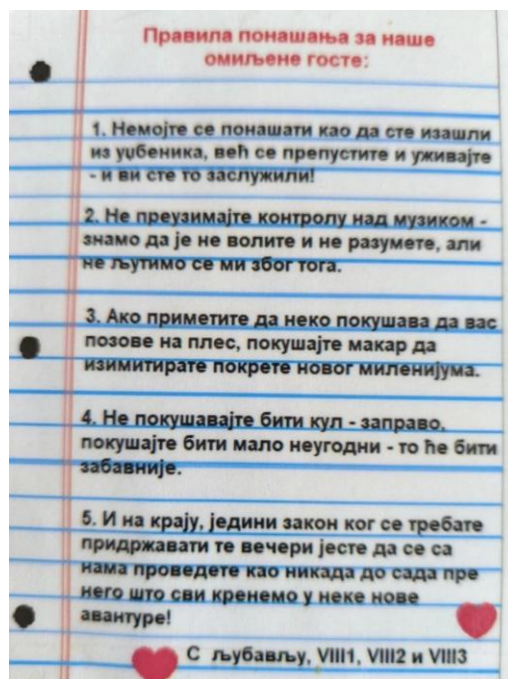 Правила понашања за наше
омиљене госте:
1. Немојте се понашати као да сте изашли
из уџбеника, већ се препустите и уживајте
- и ви сте то заслужили!
2. Не преузимајте контролу над музиком -
знамо да је не волите и не разумете, али
не љутимо се ми због тога.
3. Ако приметите да неко покушава да вас
позове на плес, покушајте макар да
изимитирате покрете новог миленијума.
4. Не покушавајте бити кул - заправо,
покушајте бити мало неугодни - то ће бити
забавније.
5. И на крају, једини закон ког се требате
придржавати те вечери јесте да се са
нама проведете као никада до сада пре
него што сви кренемо у неке нове
авантуре!
С љубављу, VIII1, VIII2 и VIII3